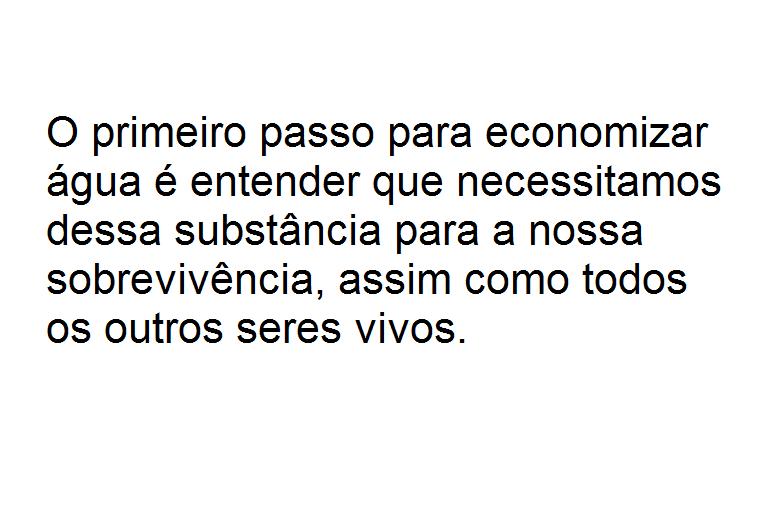 O primeiro passo para economizar
água é entender que necessitamos
dessa substância para a nossa
sobrevivência, assim como todos
os outros seres vivos.